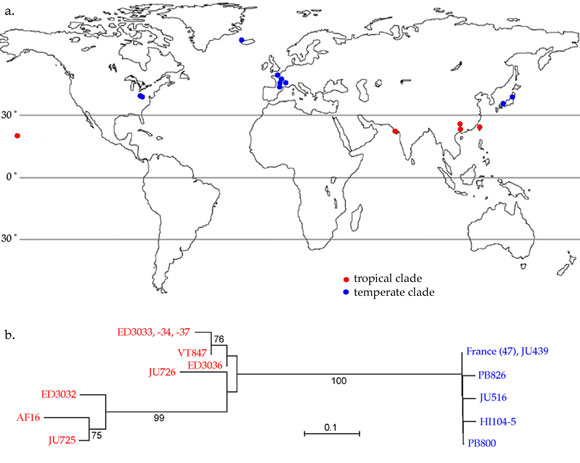 a.
30°
0°
30°
tropical clade
temperate clade
b.
ED3033, -34, -37
76
VT847
ED3036
JU726
ED3032
99
AF16
75
JU725
100
0.1
France (47), JU439
PB826
JU516
HI104-5
PB800